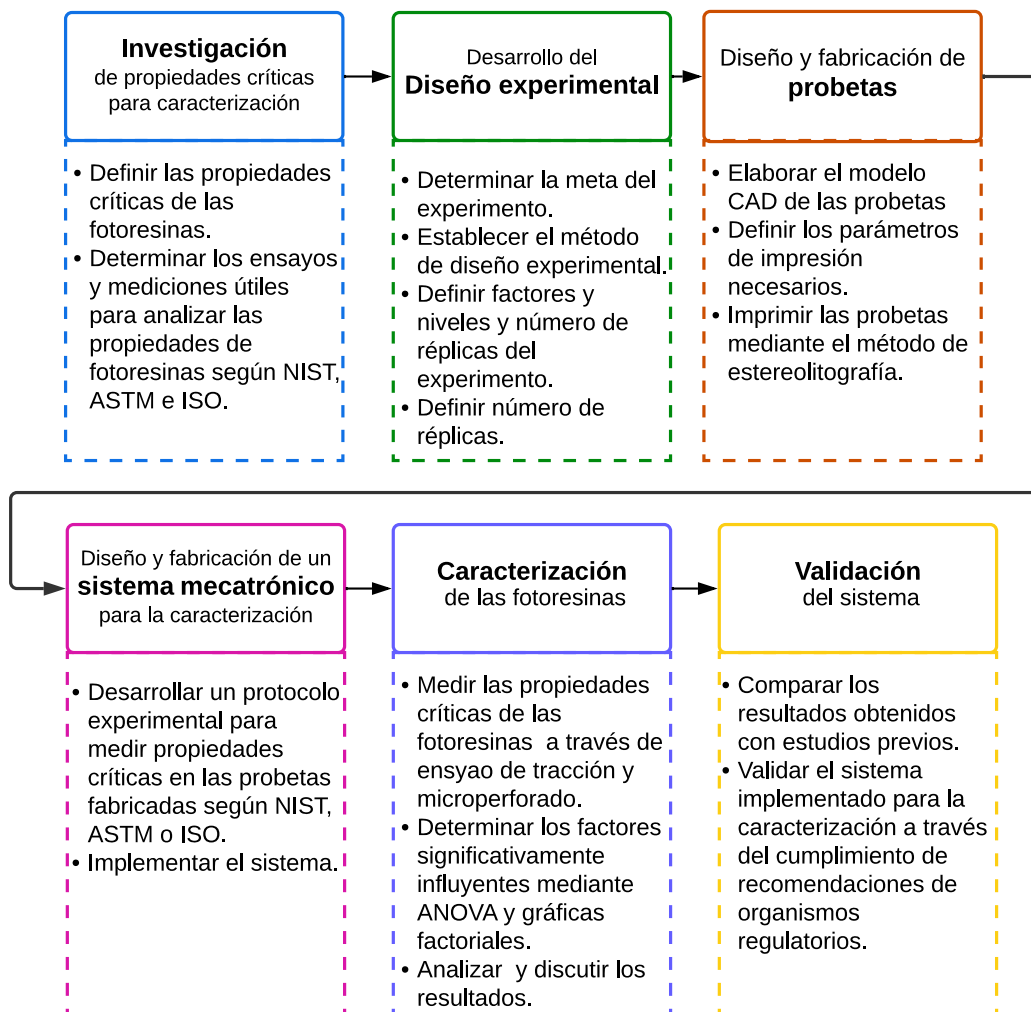 Investigación
de propiedades críticas
para caracterización
• Definir las propiedades
críticas de las
fotoresinas.
• Determinar los ensayos
y mediciones útiles
para analizar las
propiedades de
fotoresinas según NIST,
ASTM e ISO.
Desarrollo del
Diseño experimental
• Determinar la meta del
experimento.
• Establecer el método
de diseño experimental.
• Definir factores y
niveles y número de
réplicas del
experimento.
• Definir número de
réplicas.
Diseño y fabricación de
probetas
• Elaborar el modelo
CAD de las probetas
• Definir los parámetros
de impresión
necesarios.
• Imprimir las probetas
mediante el método de
estereolitografía.
Diseño y fabricación de un
sistema mecatrónico
para la caracterización
• Desarrollar un protocolo
experimental para
medir propiedades
críticas en las probetas
fabricadas según NIST,
ASTM o ISO.
• Implementar el sistema.
Caracterización
de las fotoresinas
• Medir las propiedades
críticas de las
fotoresinas a través de
ensyao de tracción y
microperforado.
• Determinar los factores
significativamente
influyentes mediante
ANOVA y gráficas
factoriales.
• Analizar y discutir los
resultados.
Validación
del sistema
• Comparar los
resultados obtenidos
con estudios previos.
• Validar el sistema
implementado para la
caracterización a través
del cumplimiento de
recomendaciones de
organismos
regulatorios.